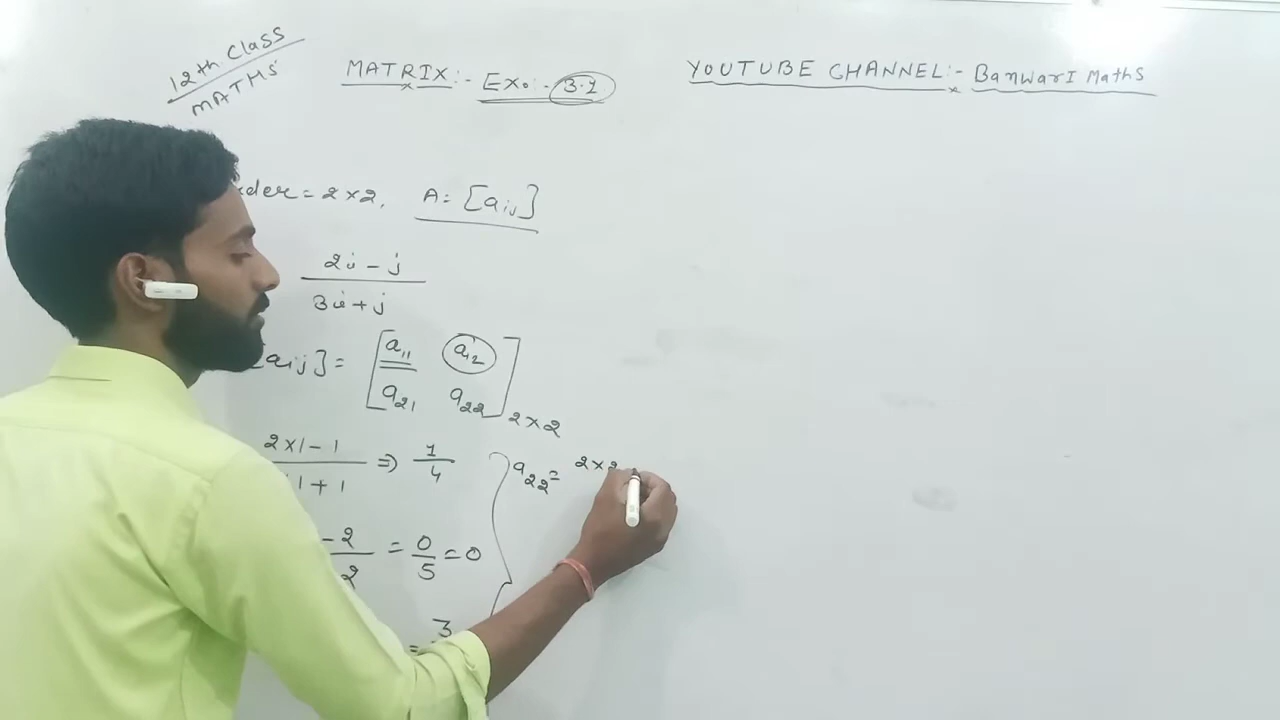 12th Class
MATHS
MATRIX:- Exo:- 3.1
YOUTUBE CHANNEL:- BanwarI MathS
der = 2×2, A = [aij]
2i - j
3i + j
aij] = [a11 a12
a21 a22] 2×2
2×1-1 ⇒ 1
1+1 4
a22 = 2×2
-2 = 0 = 0
2 5
= 3